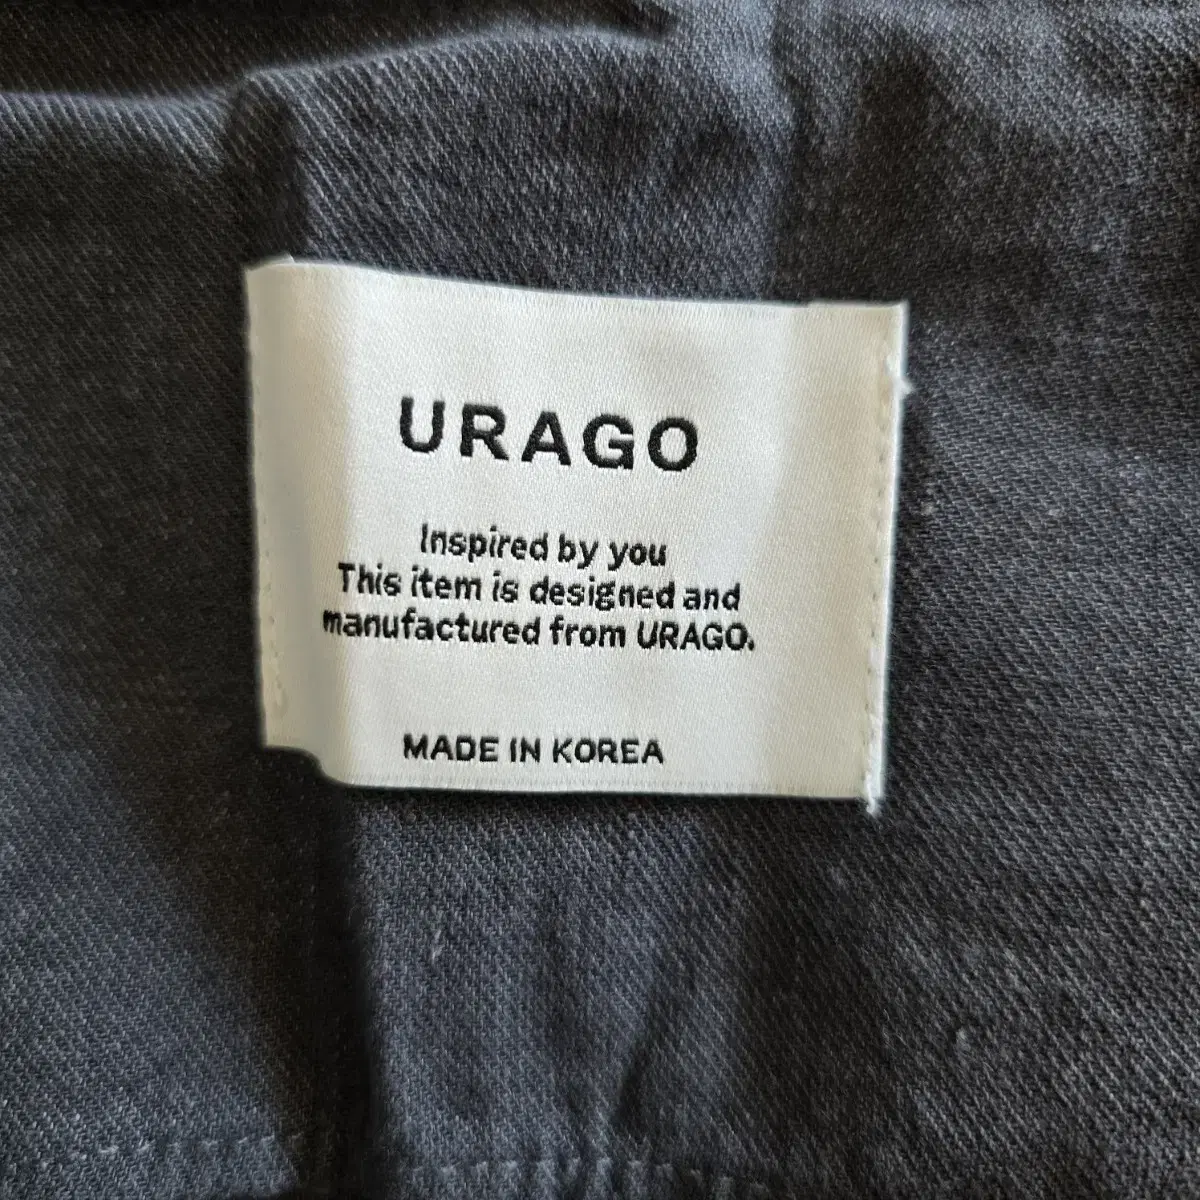 URAGO
Inspired by you
This item is designed and
manufactured from URAGO.
MADE IN KOREA